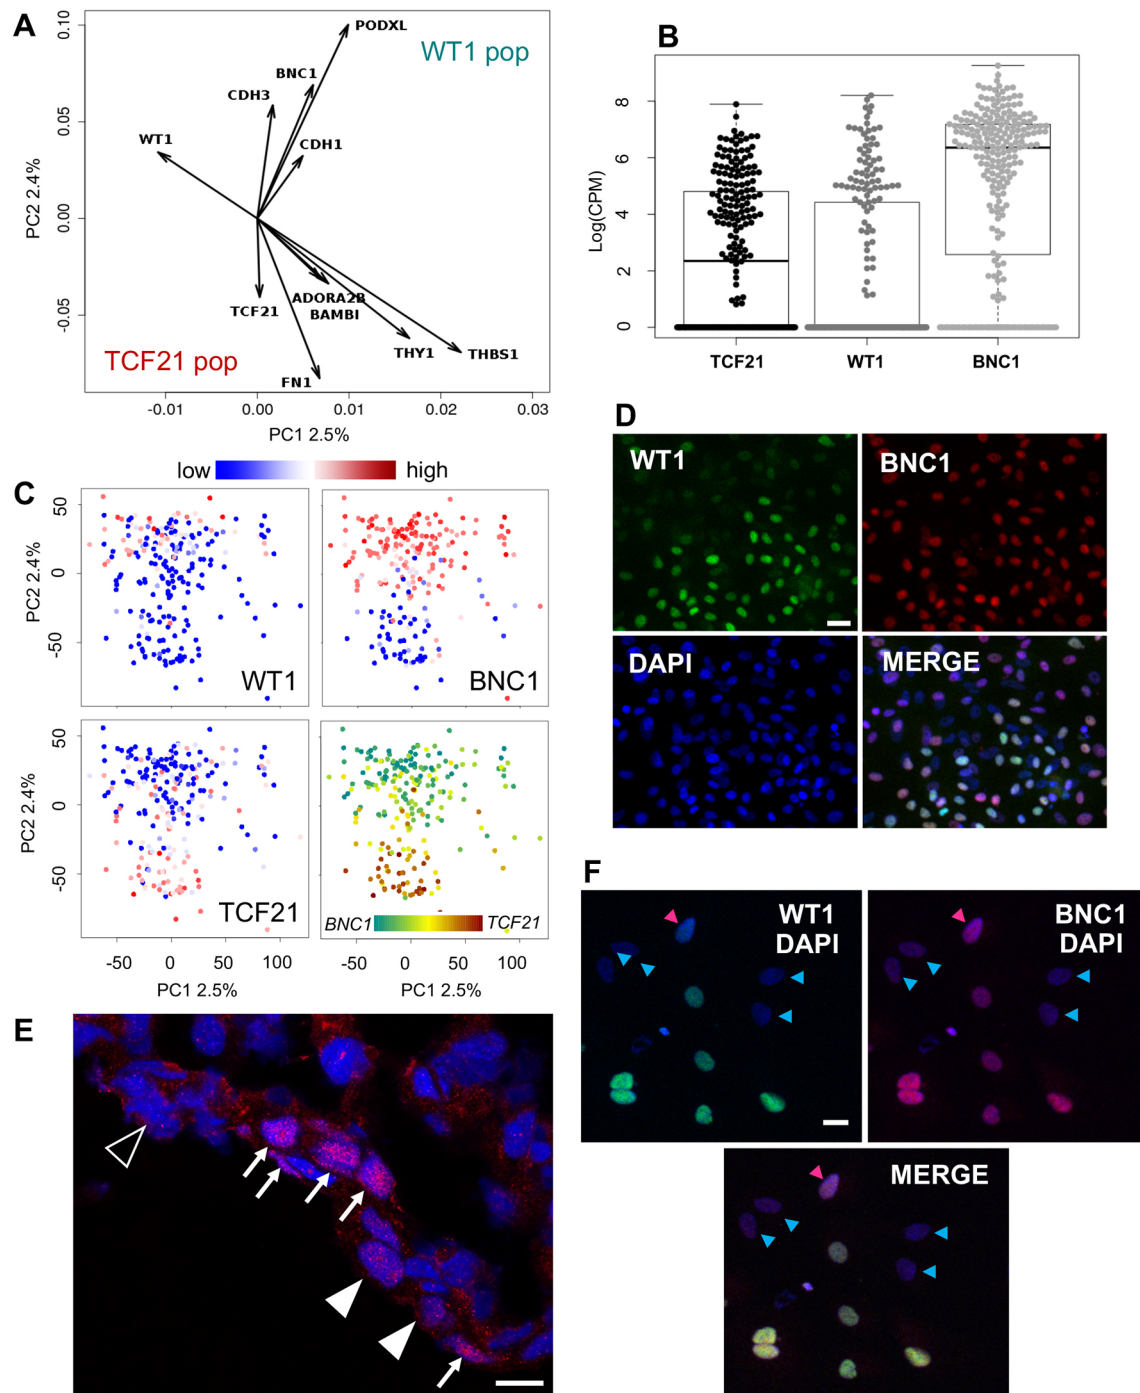 A
0.10
0.05
0.00
-0.05
PC2 2.4%
PODXL
WT1 pop
BNC1
CDH3
CDH1
WT1
TCF21
ADORA2B
BAMBI
THY1
THBS1
FN1
TCF21 pop
-0.01
0.00
0.01
0.02
0.03
PC1 2.5%
B
8
6
4
2
0
Log(CPM)
TCF21
WT1
BNC1
low
high
C
50
0
-50
PC2 2.4%
WT1
BNC1
50
0
-50
PC2 2.4%
TCF21
BNC1
TCF21
-50
0
50
100
PC1 2.5%
-50
0
50
100
PC1 2.5%
D
WT1
BNC1
DAPI
MERGE
E
F
WT1
DAPI
BNC1
DAPI
MERGE